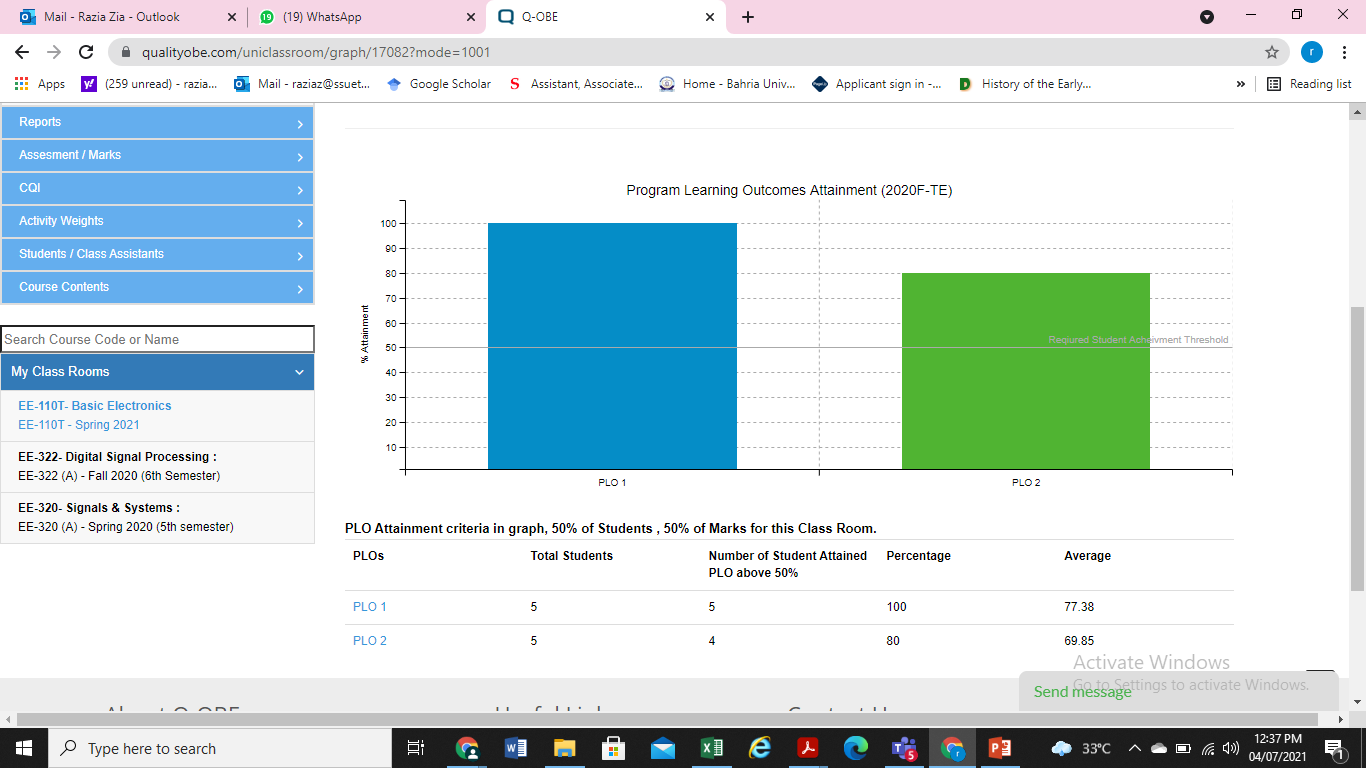 Mail - Razia Zia - Outlook
(19) WhatsApp
Q-OBE
qualityobe.com/uniclassroom/graph/17082?mode=1001
r
Apps
(259 unread) - razia...
Mail - raziaz@ssuet...
Google Scholar
Assistant, Associate...
Home - Bahria Univ...
Applicant sign in -...
History of the Early...
»
Reading list
Reports
Assesment / Marks
CQI
Activity Weights
Students / Class Assistants
Course Contents
Search Course Code or Name
My Class Rooms
EE-110T- Basic Electronics
EE-110T - Spring 2021
EE-322- Digital Signal Processing :
EE-322 (A) - Fall 2020 (6th Semester)
EE-320- Signals & Systems :
EE-320 (A) - Spring 2020 (5th semester)
Program Learning Outcomes Attainment (2020F-TE)
% Attainment
100
90
80
70
60
50
40
30
20
10
Reqiured Student Acheivment Threshold
PLO 1
PLO 2
PLO Attainment criteria in graph, 50% of Students , 50% of Marks for this Class Room.
PLOs Total Students Number of Student Attained PLO above 50% Percentage Average
PLO 1 5 5 100 77.38
PLO 2 5 4 80 69.85
Activate Windows
Go to Settings to activate Windows.
Send message
Type here to search
33°C
12:37 PM
04/07/2021